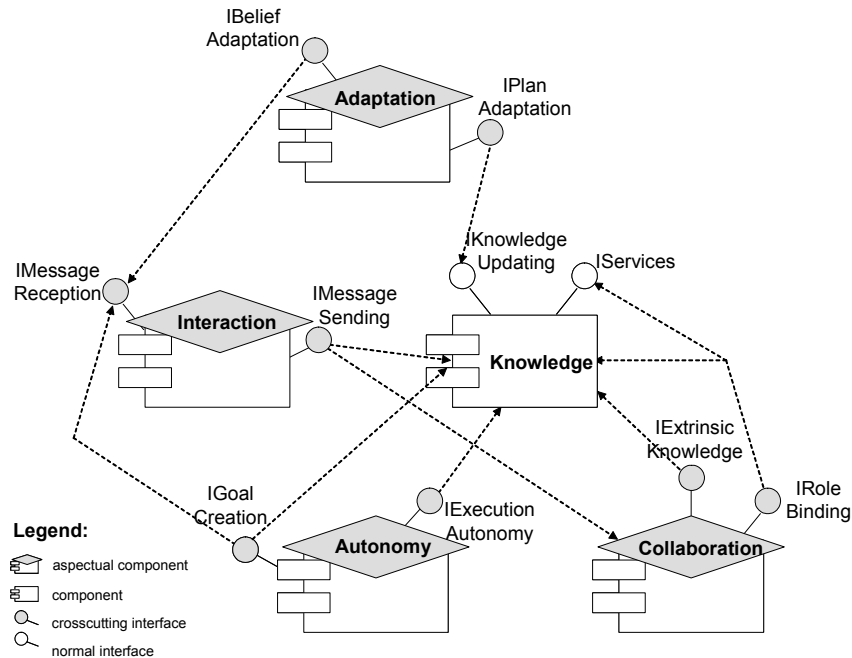 IBelief
Adaptation
Adaptation
IPlan
Adaptation
IKnowledge
Updating
IServices
IMessage
Reception
Interaction
IMessage
Sending
Knowledge
IExtrinsic
Knowledge
IRole
Binding
IGoal
Creation
IExecution
Autonomy
Autonomy
Collaboration
Legend:
aspectual component
component
crosscutting interface
normal interface